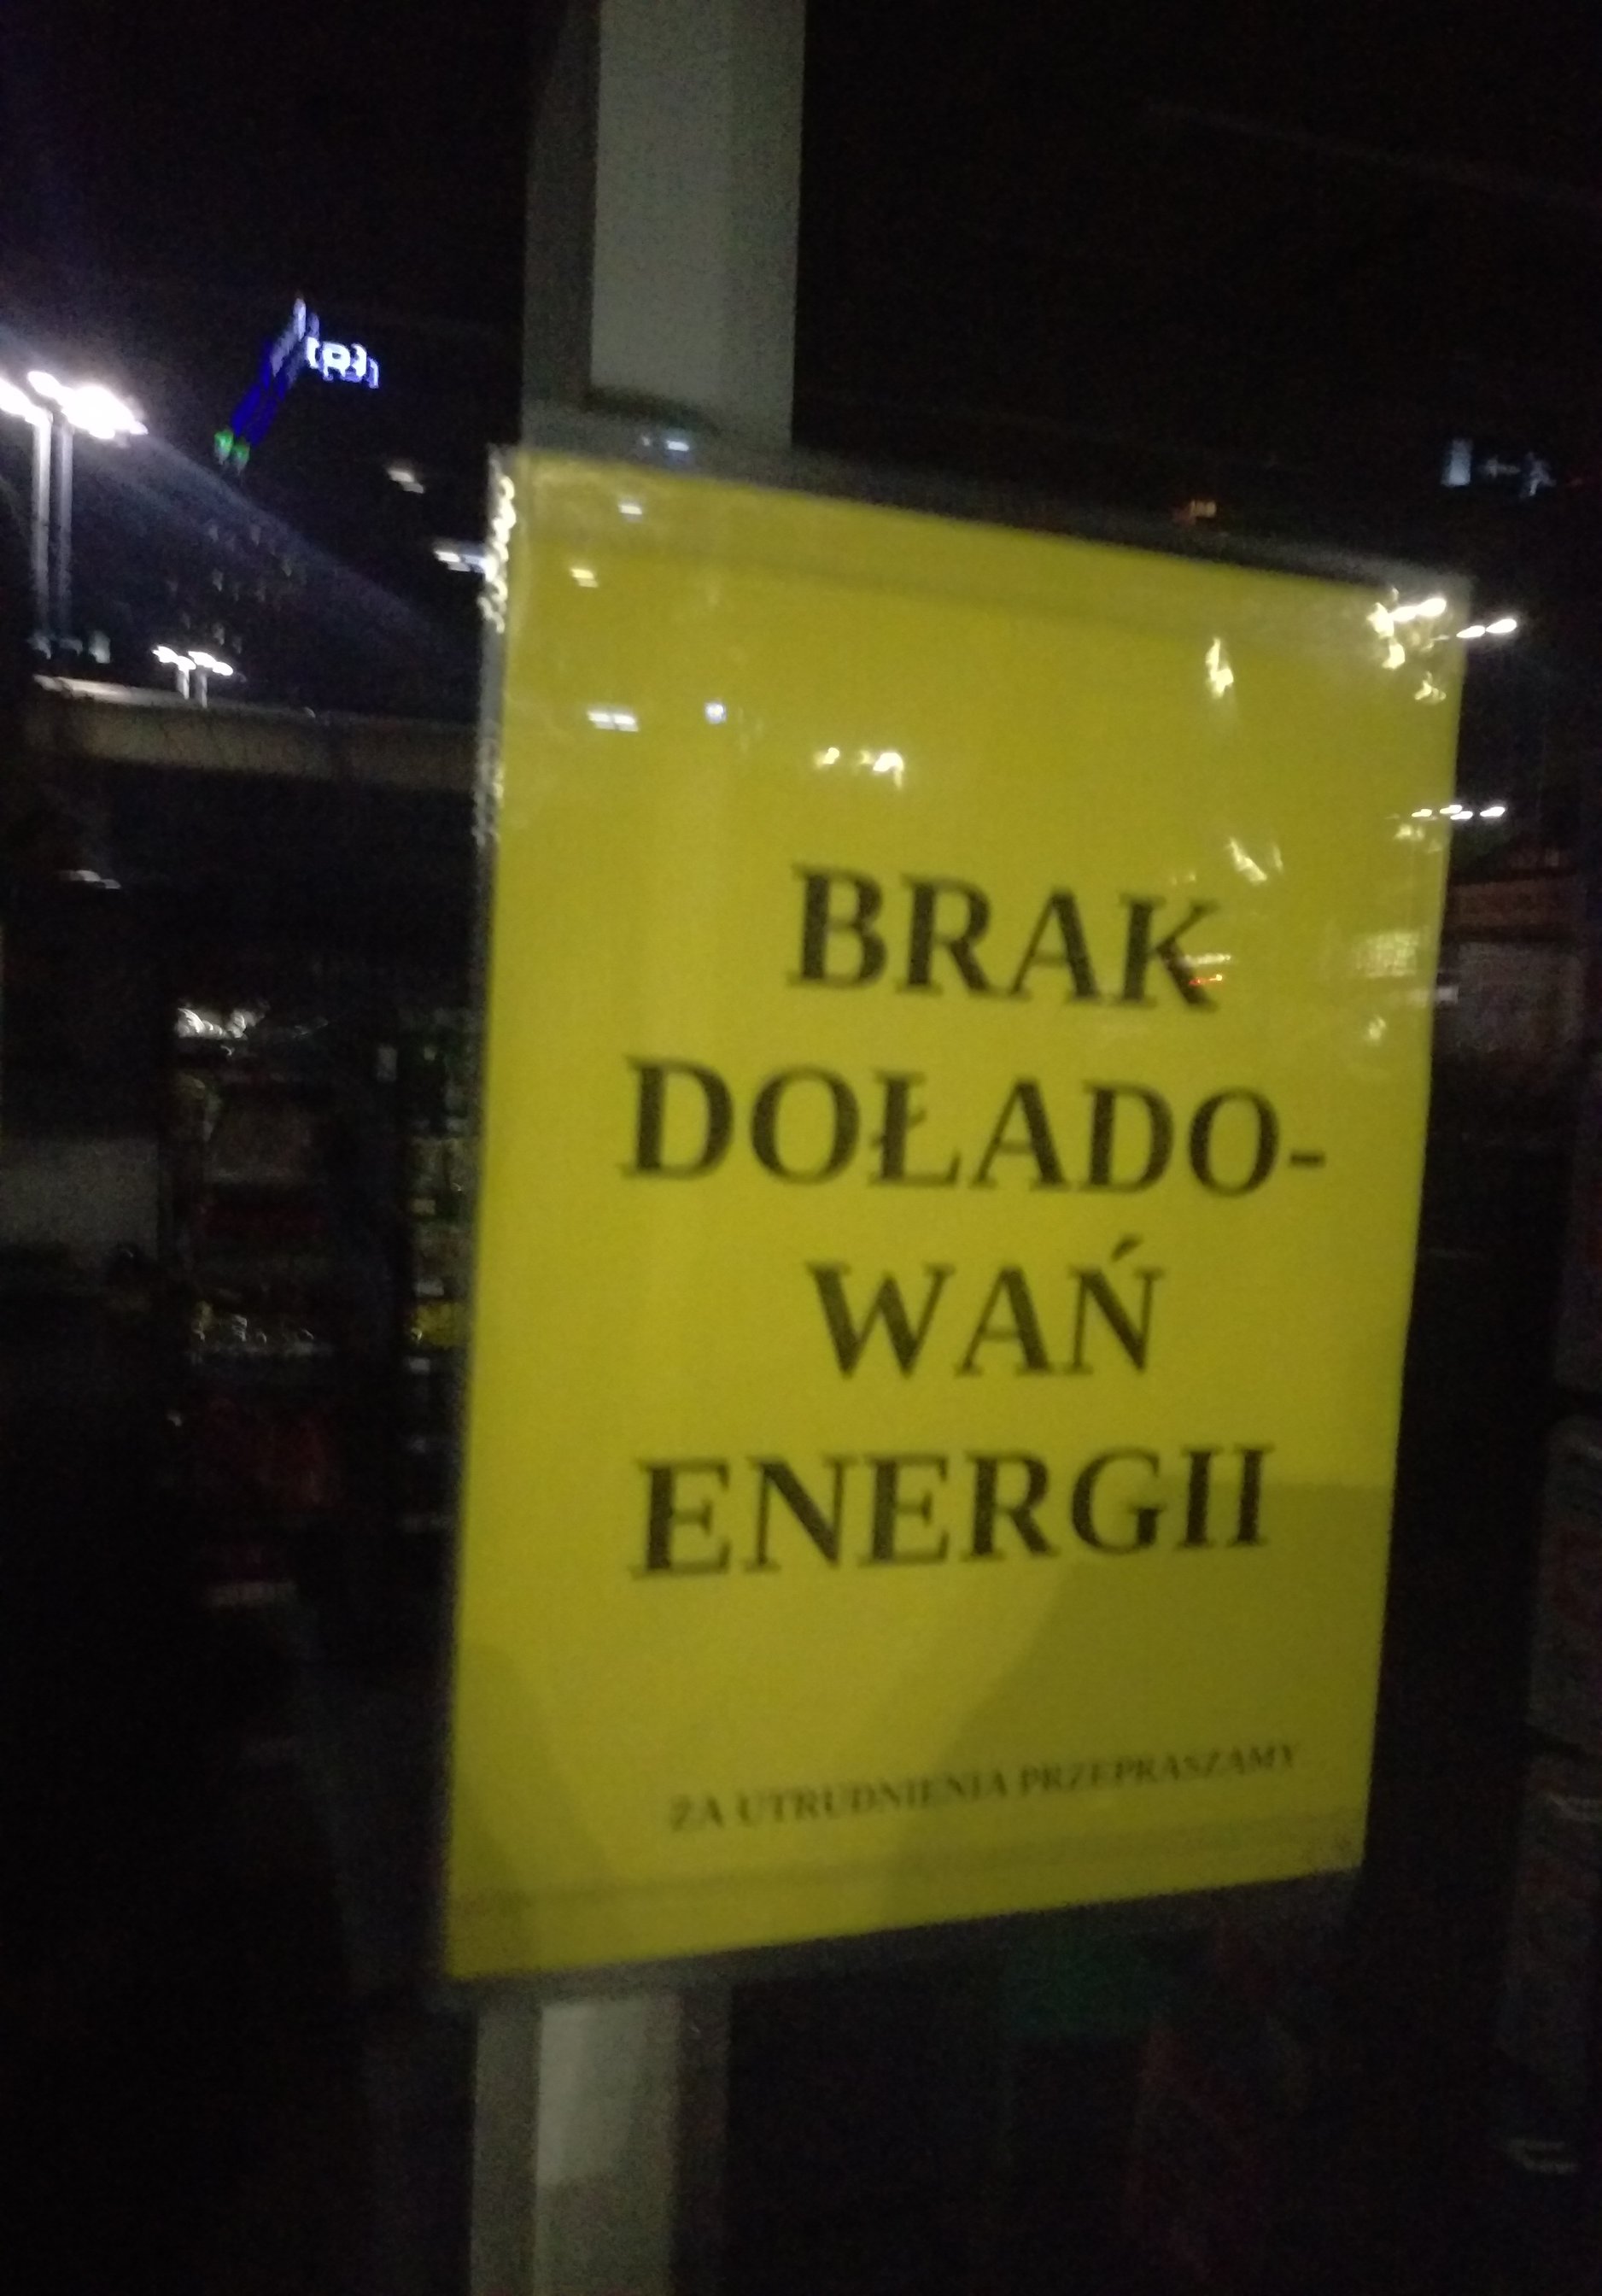 BRAK
DOŁADO-
WAŃ
ENERGII
ZA UTRUDNIENIA PRZEPRASZAMY